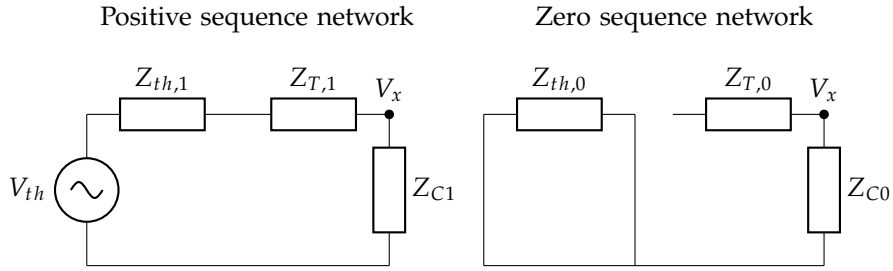 Positive sequence network
Zero sequence network
Z_{th,1}
Z_{T,1}
V_x
V_{th}
Z_{C1}
Z_{th,0}
Z_{T,0}
V_x
Z_{C0}